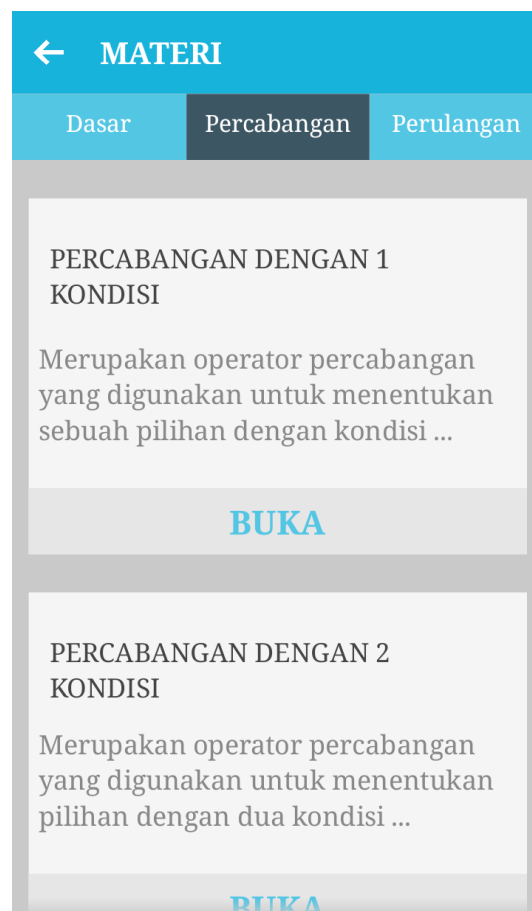 MATERI
Dasar Percabangan Perulangan
PERCABANGAN DENGAN 1
KONDISI
Merupakan operator percabangan
yang digunakan untuk menentukan
sebuah pilihan dengan kondisi ...
BUKA
PERCABANGAN DENGAN 2
KONDISI
Merupakan operator percabangan
yang digunakan untuk menentukan
pilihan dengan dua kondisi ...
BUKA